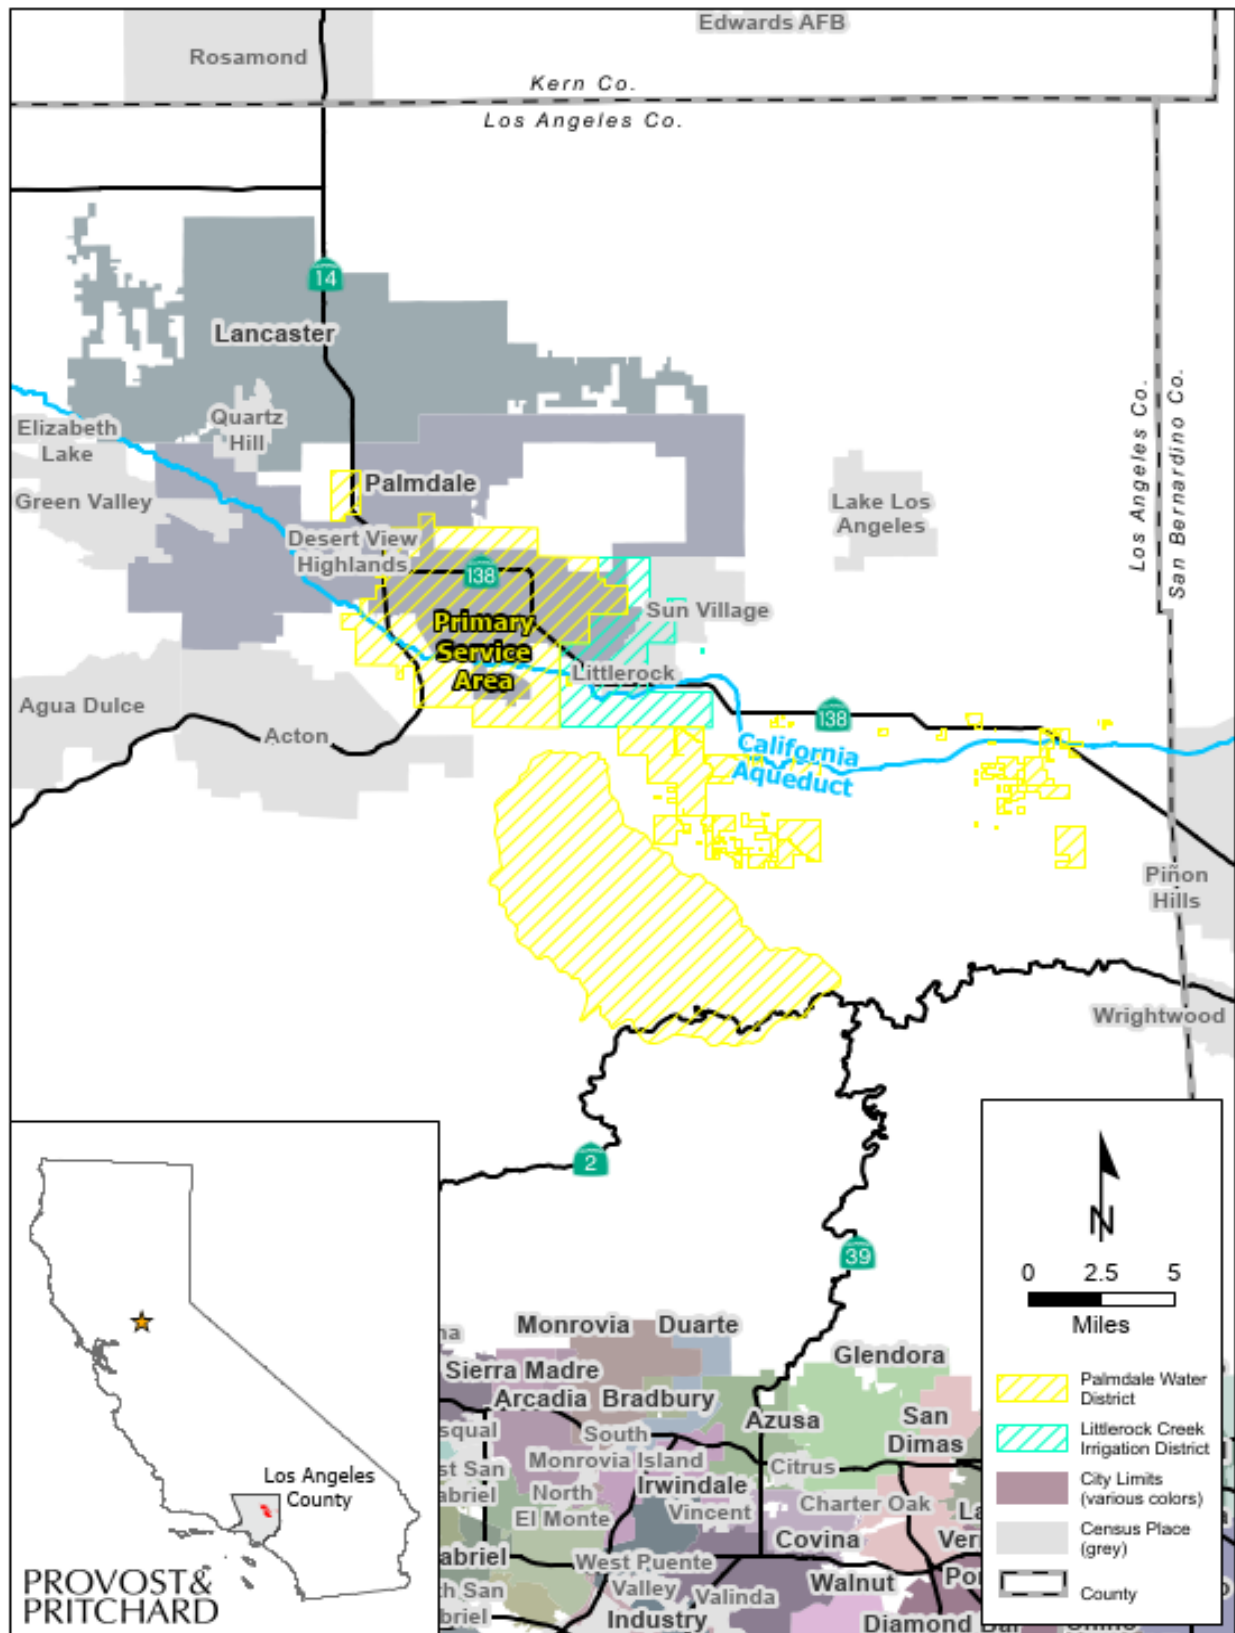 Edwards AFB
Rosamond
Kern Co.
Los Angeles Co.
14
Lancaster
Los Angeles Co.
San Bernardino Co.
Quartz
Hill
Elizabeth
Lake
Palmdale
Green Valley
Lake Los
Angeles
Desert View
Highlands
138
Sun Village
Primary
Service
Area
Littlerock
Agua Dulce
Acton
138
California
Aqueduct
Piñon
Hills
Wrightwood
2
39
N
0 2.5 5
Miles
Palmdale Water
District
Littlerock Creek
Irrigation District
City Limits
(various colors)
Census Place
(grey)
County
Los Angeles
County
PROVOST&
PRITCHARD
Monrovia
Duarte
Sierra Madre
Glendora
Arcadia
Bradbury
Azusa
San
Dimas
South
Monrovia Island
Citrus
North
El Monte
Irwindale
Vincent
Charter Oak
Covina
West Puente
Valley
Valinda
Walnut
Industry
Diamond